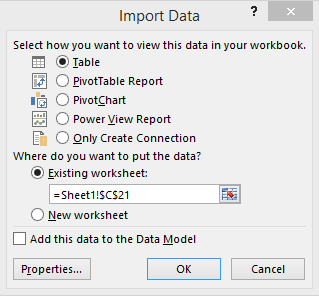 Import Data
?
Select how you want to view this data in your workbook.
Table
PivotTable Report
PivotChart
Power View Report
Only Create Connection
Where do you want to put the data?
Existing worksheet:
=Sheet1!$C$21
New worksheet
Add this data to the Data Model
Properties... OK Cancel